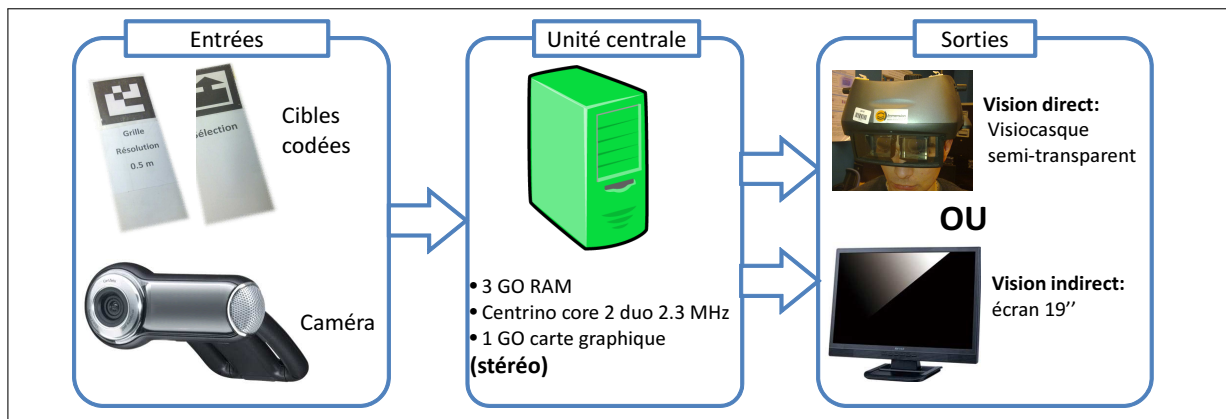 Entrées
Grille
Résolution
0.5 m
sélection
Cibles
codées
Caméra
Unité centrale
• 3 GO RAM
• Centrino core 2 duo 2.3 MHz
• 1 GO carte graphique
(stéréo)
Sorties
Vision direct:
Visiocasque
semi-transparent
OU
Vision indirect:
écran 19’’